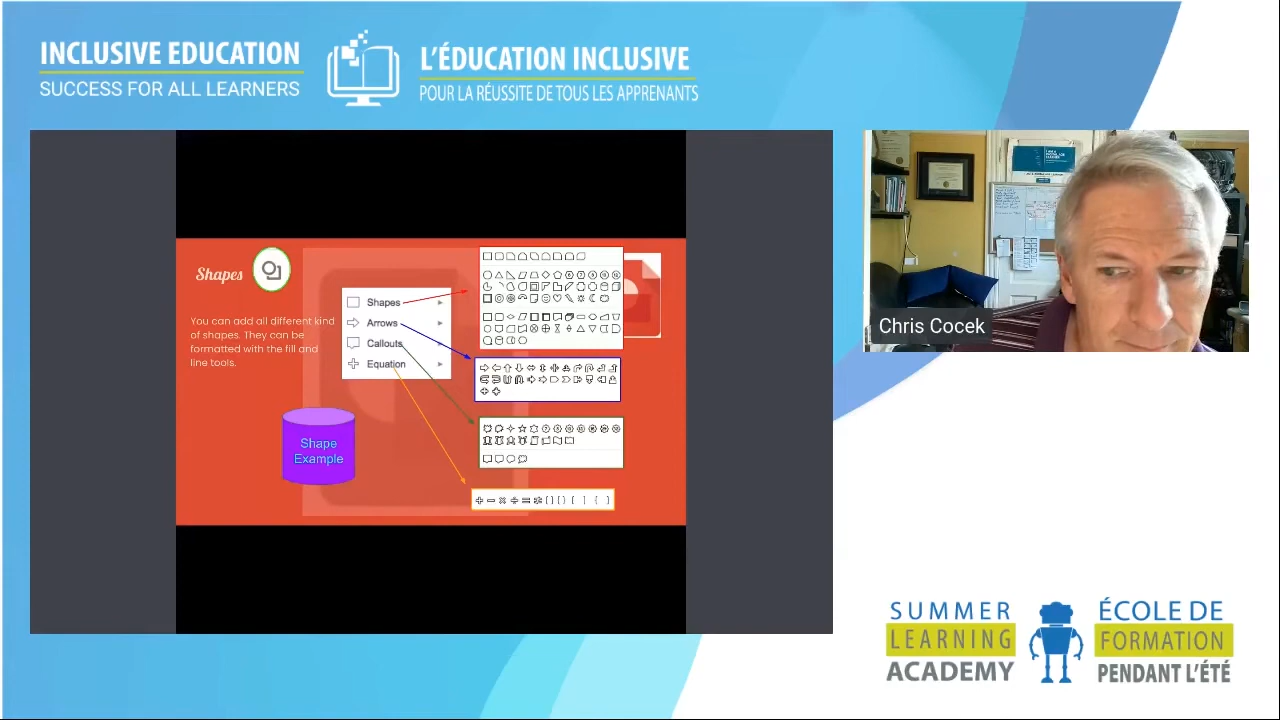 INCLUSIVE EDUCATION
SUCCESS FOR ALL LEARNERS
L'ÉDUCATION INCLUSIVE
POUR LA RÉUSSITE DE TOUS LES APPRENANTS
Shapes
You can add all different kind
of shapes. They can be
formatted with the fill and
line tools.
Shapes
Arrows
Callouts
Equation
Shape
Example
Chris Cocek
SUMMER
LEARNING
ACADEMY
ÉCOLE DE
FORMATION
PENDANT L'ÉTÉ